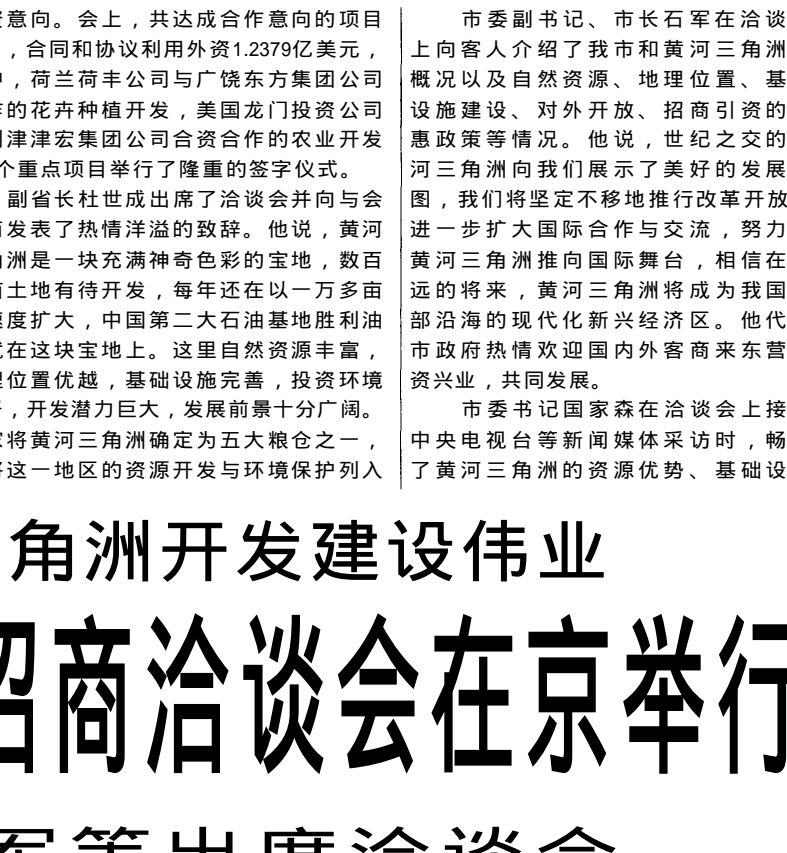 资意向。会上，共达成合作意向的项目
，合同和协议利用外资1.2379亿美元，
中，荷兰荷丰公司与广饶东方集团公司
作的花卉种植开发，美国龙门投资公司
利津津宏集团公司合资合作的农业开发
个重点项目举行了隆重的签字仪式。
副省长杜世成出席了洽谈会并向与会
商发表了热情洋溢的致辞。他说，黄河
角洲是一块充满神奇色彩的宝地，数百
亩土地有待开发，每年还在以一万多亩
速度扩大，中国第二大石油基地胜利油
就在这块宝地上。这里自然资源丰富，
理位置优越，基础设施完善，投资环境
，开发潜力巨大，发展前景十分广阔。
家将黄河三角洲确定为五大粮仓之一，
将这一地区的资源开发与环境保护列入
市委副书记、市长石军在洽谈
上向客人介绍了我市和黄河三角洲
概况以及自然资源、地理位置、基
设施建设、对外开放、招商引资的
惠政策等情况。他说，世纪之交的
河三角洲向我们展示了美好的发展
图，我们将坚定不移地推行改革开放
进一步扩大国际合作与交流，努力
黄河三角洲推向国际舞台，相信在
远的将来，黄河三角洲将成为我国
部沿海的现代化新兴经济区。他代
市政府热情欢迎国内外客商来东营
资兴业，共同发展。
市委书记国家森在洽谈会上接
中央电视台等新闻媒体采访时，畅
了黄河三角洲的资源优势、基础设
角洲开发建设伟业
招商洽谈会在京举行
军等出席洽谈会